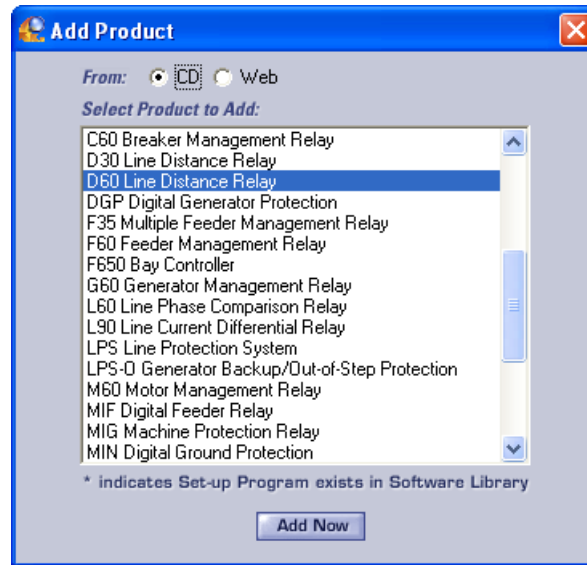 Add Product
From: CD Web
Select Product to Add:
C60 Breaker Management Relay
D30 Line Distance Relay
D60 Line Distance Relay
DGP Digital Generator Protection
F35 Multiple Feeder Management Relay
F60 Feeder Management Relay
F650 Bay Controller
G60 Generator Management Relay
L60 Line Phase Comparison Relay
L90 Line Current Differential Relay
LPS Line Protection System
LPS-O Generator Backup/Out-of-Step Protection
M60 Motor Management Relay
MIF Digital Feeder Relay
MIG Machine Protection Relay
MIN Digital Ground Protection
* indicates Set-up Program exists in Software Library
Add Now